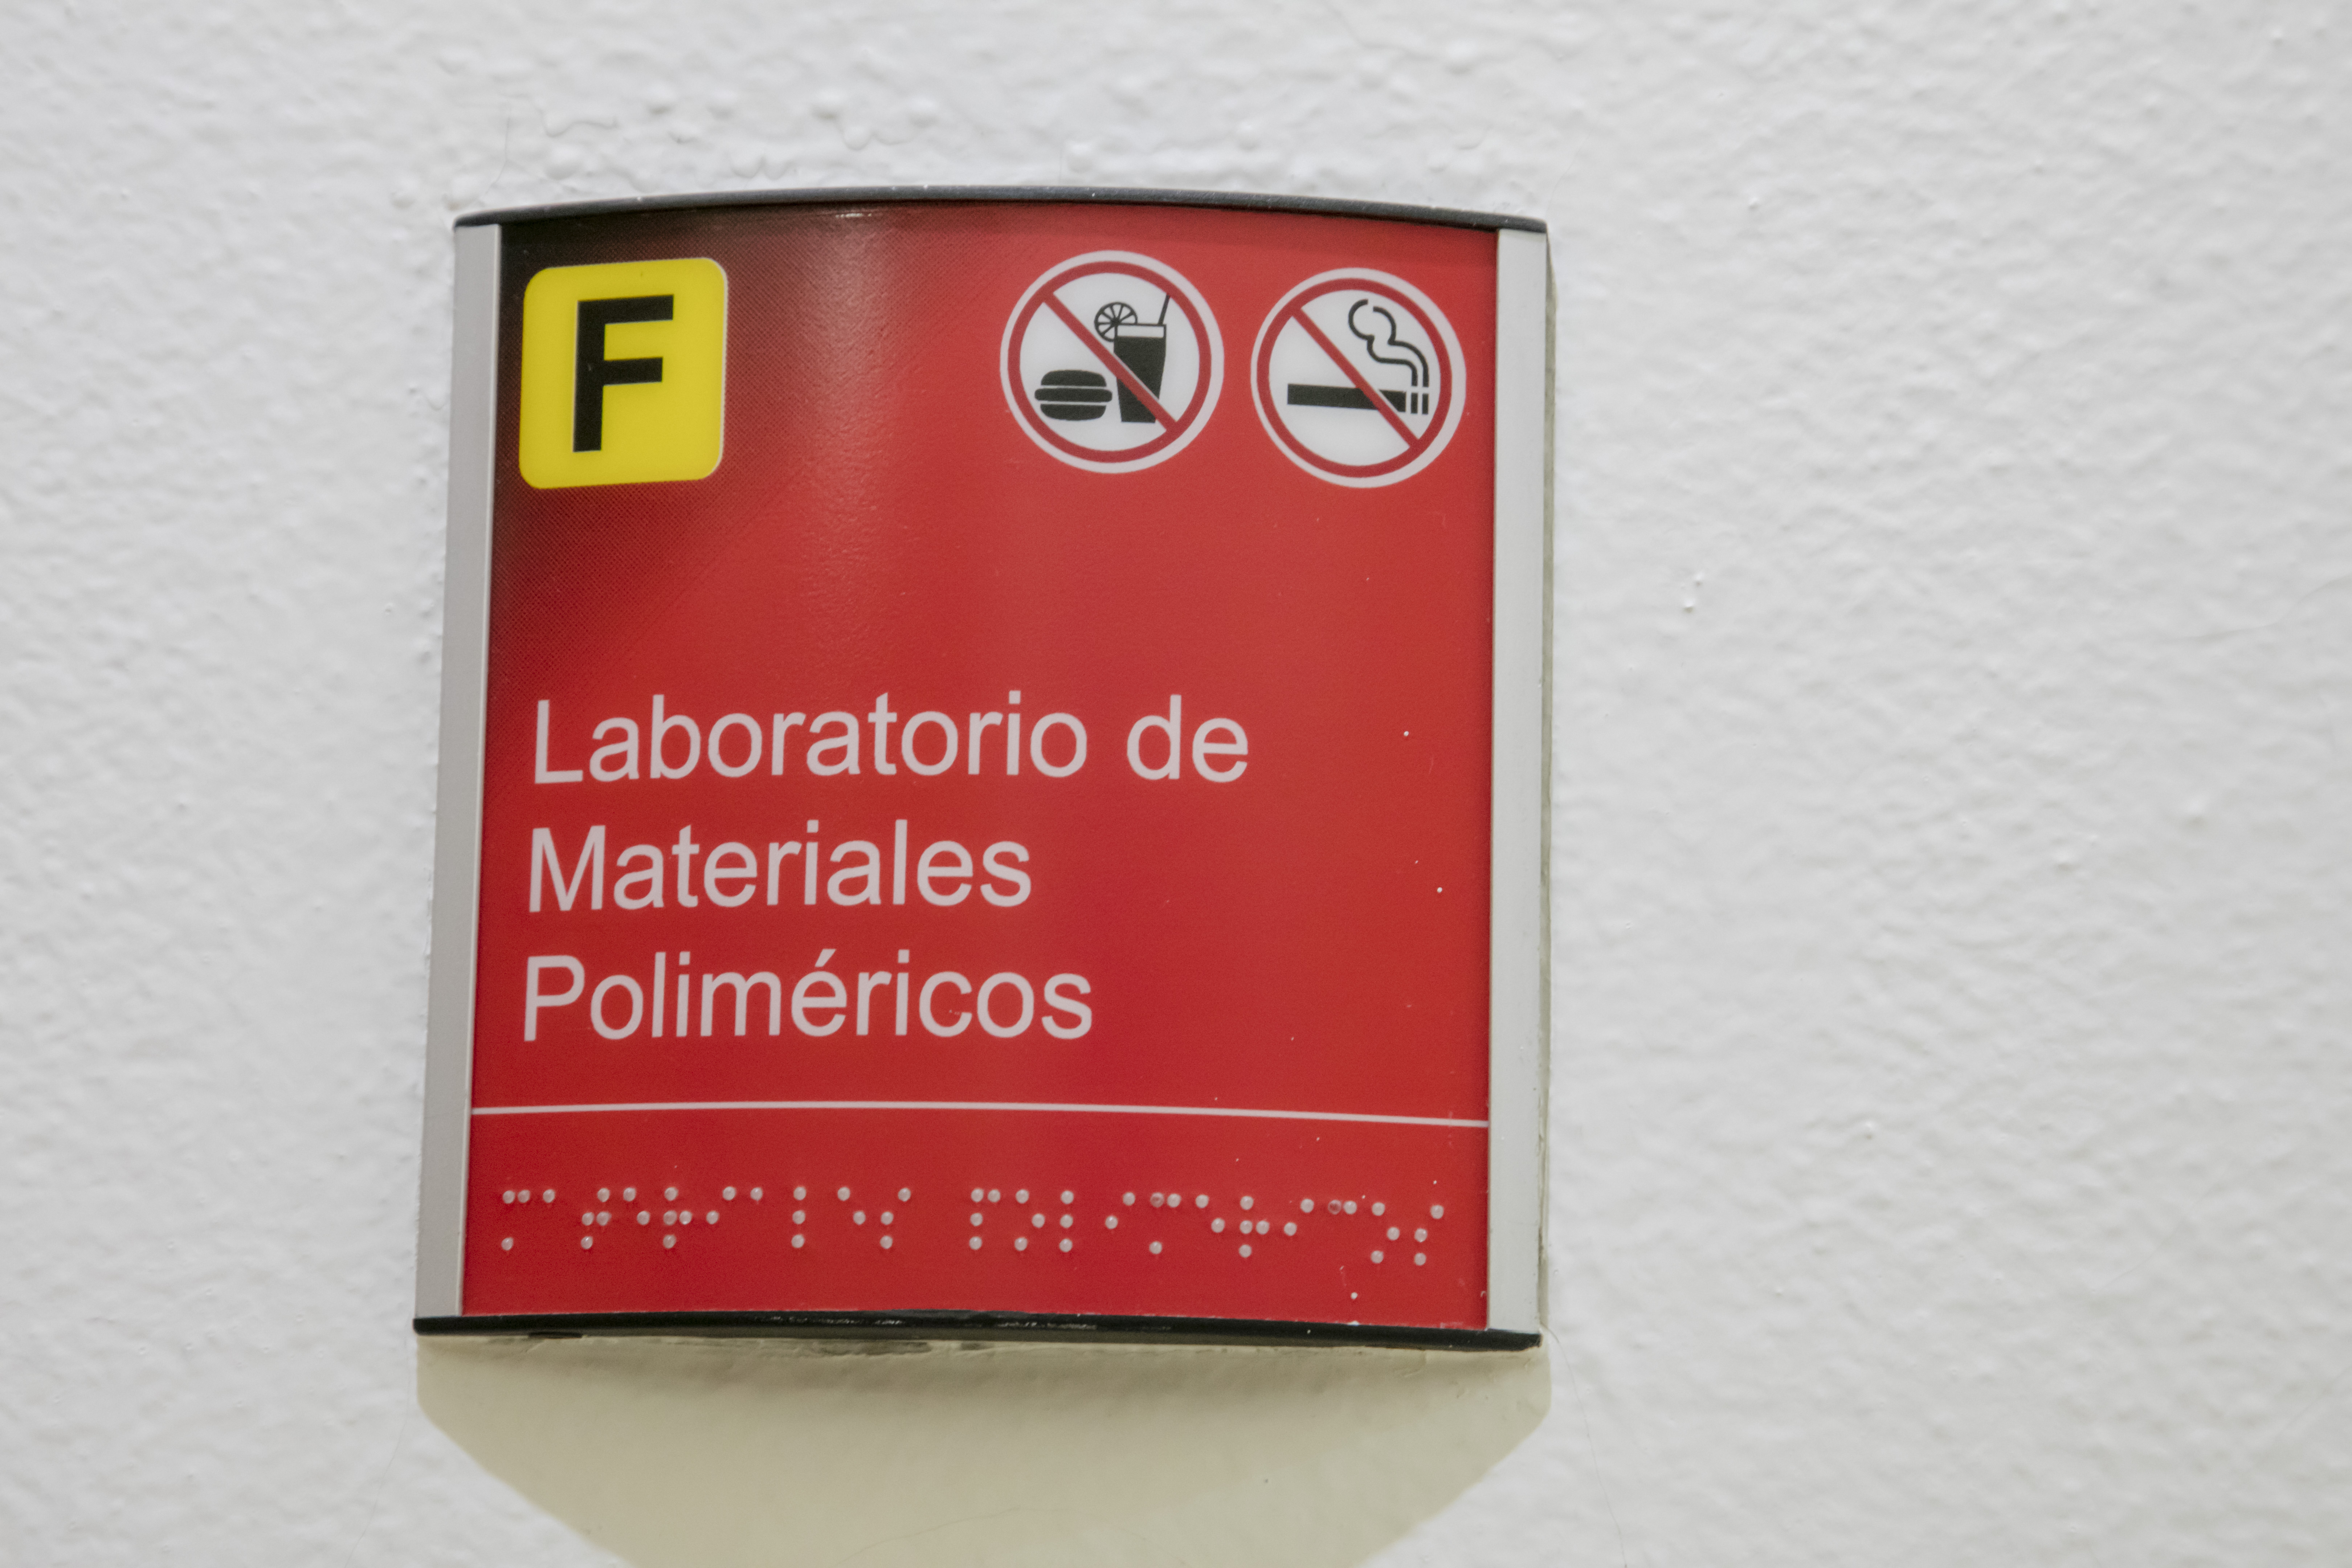 F
Laboratorio de
Materiales
Poliméricos
⠍⠁⠞⠑⠗⠊⠁⠇⠑⠎ ⠏⠕⠇⠊⠍⠑⠗⠊⠉⠕⠎